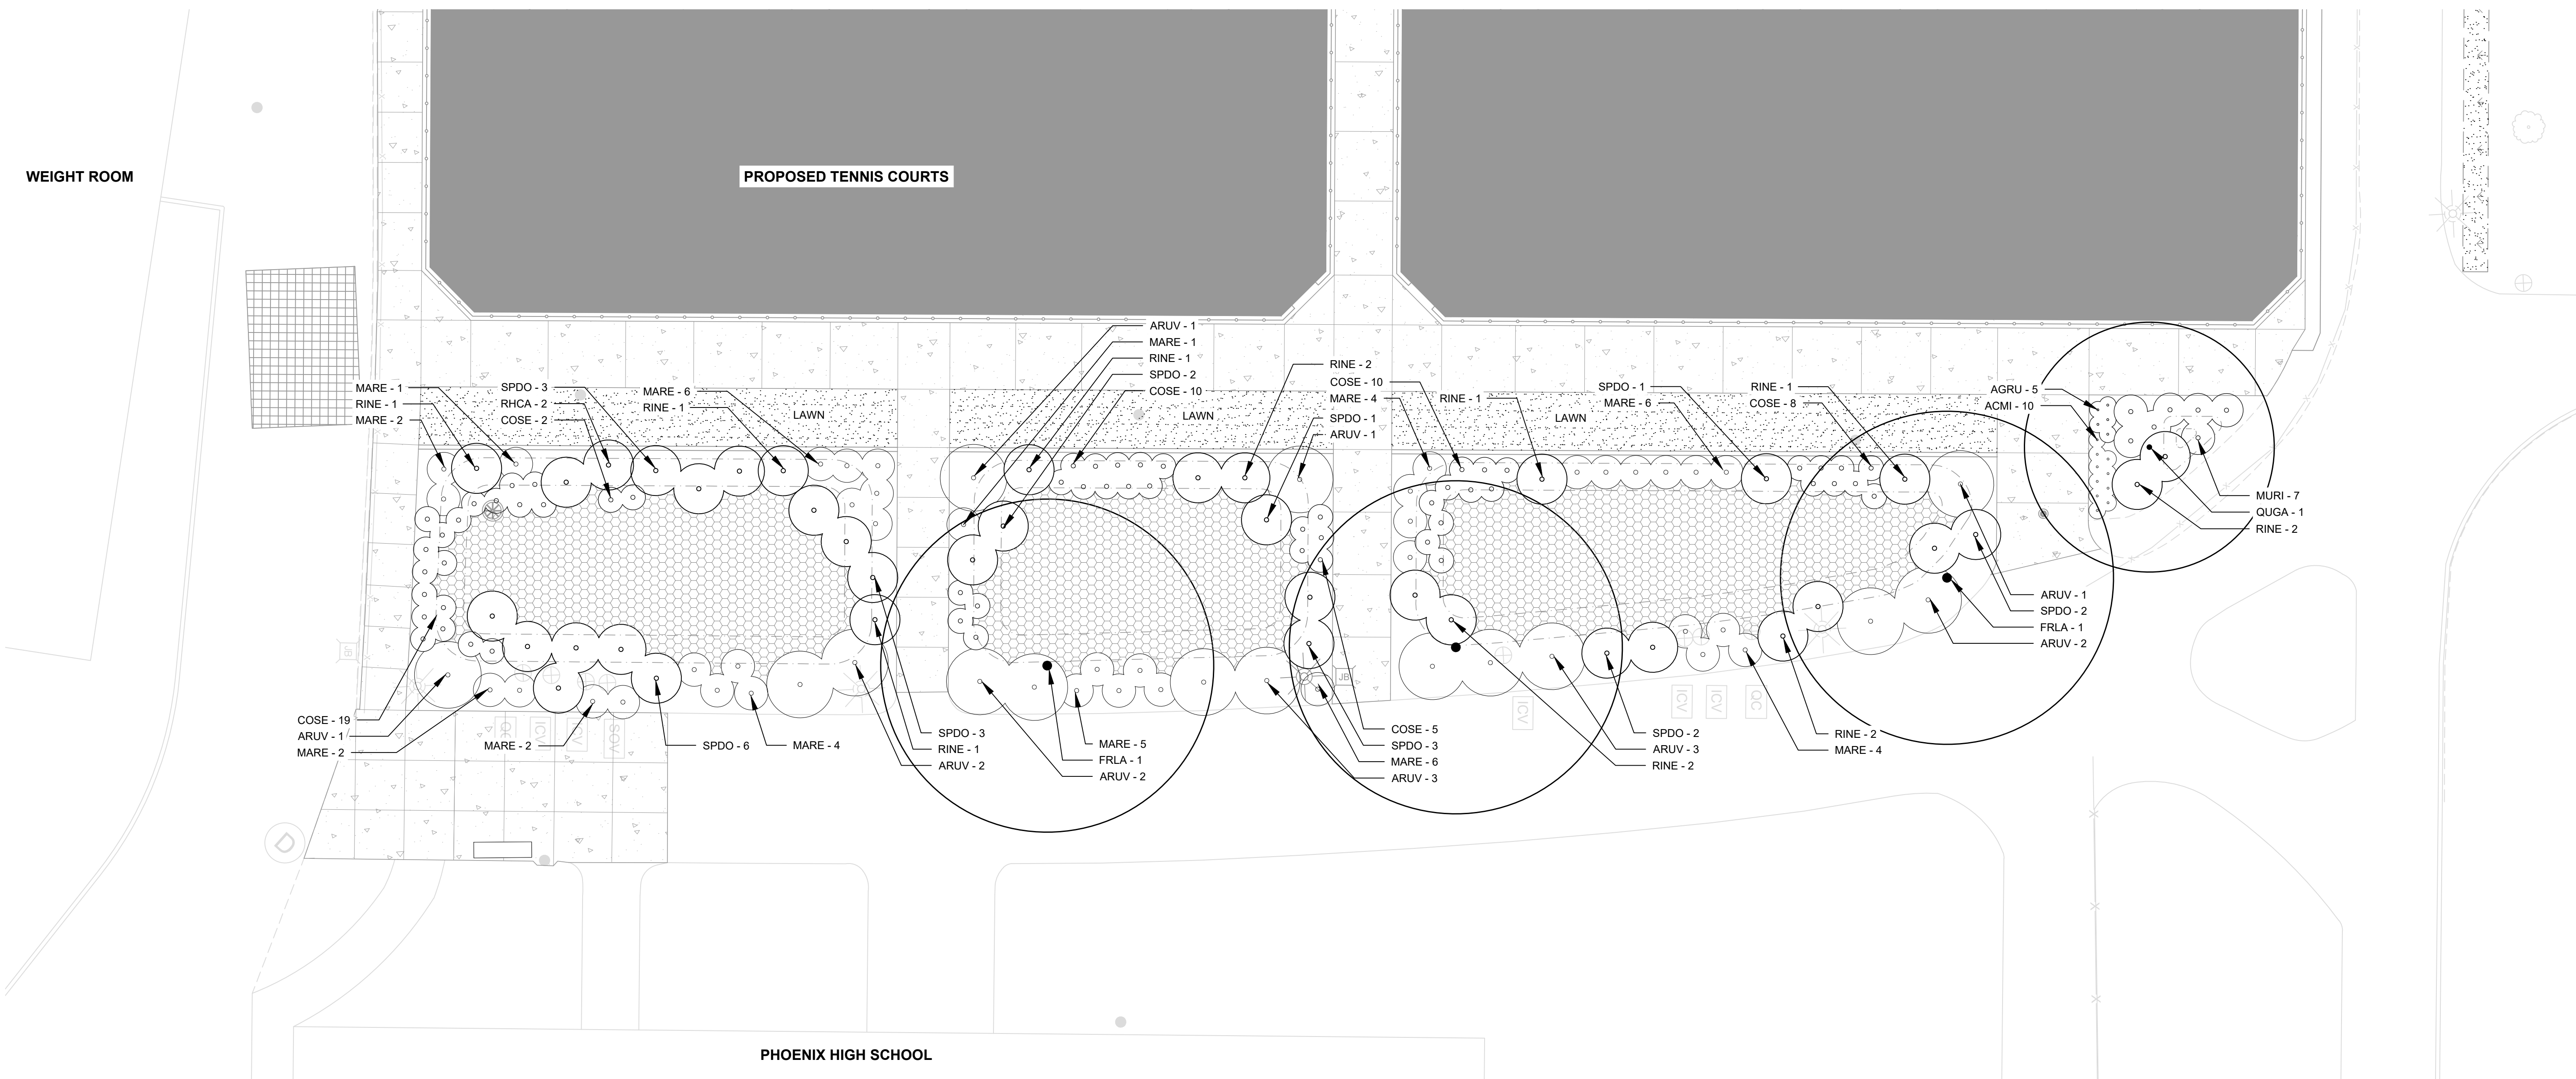 WEIGHT ROOM
PROPOSED TENNIS COURTS
MARE - 1
RINE - 1
MARE - 2
SPDO - 3
RHCA - 2
COSE - 2
MARE - 6
RINE - 1
LAWN
ARUV - 1
MARE - 1
RINE - 1
SPDO - 2
COSE - 10
LAWN
RINE - 2
COSE - 10
MARE - 4
SPDO - 1
ARUV - 1
RINE - 1
LAWN
SPDO - 1
MARE - 6
RINE - 1
COSE - 8
AGRU - 5
ACMI - 10
MURI - 7
QUGA - 1
RINE - 2
ARUV - 1
SPDO - 2
FRLA - 1
ARUV - 2
COSE - 19
ARUV - 1
MARE - 2
MARE - 2
SPDO - 6
MARE - 4
SPDO - 3
RINE - 1
ARUV - 2
MARE - 5
FRLA - 1
ARUV - 2
COSE - 5
SPDO - 3
MARE - 6
ARUV - 3
SPDO - 2
ARUV - 3
RINE - 2
RINE - 2
MARE - 4
JB
JB
ICV
SOV
ICV
ICV
ICV
QC
D
PHOENIX HIGH SCHOOL